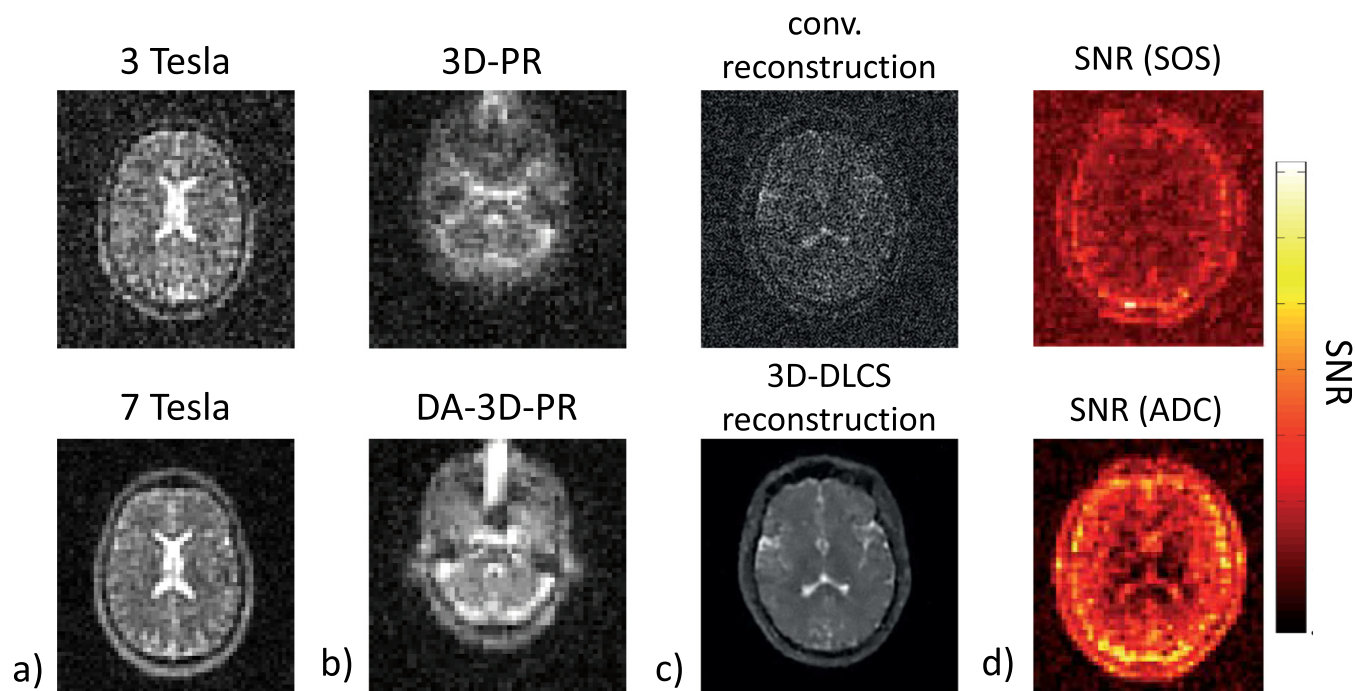 3 Tesla
3D-PR
conv.
reconstruction
SNR (SOS)
7 Tesla
DA-3D-PR
3D-DLCS
reconstruction
SNR (ADC)
SNR
a)
b)
c)
d)